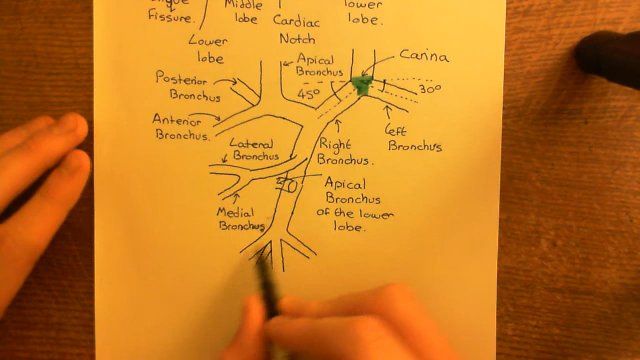 Fissure.
Middle
lobe
Cardiac
Notch
lower
lobe.
Lower
lobe
Apical
Bronchus
Carina
Posterior
Bronchus
45°
30°
Anterior
Bronchus.
Left
Bronchus
Lateral
Bronchus
Right
Bronchus.
Apical
Bronchus
of the lower
lobe.
Medial
Bronchus